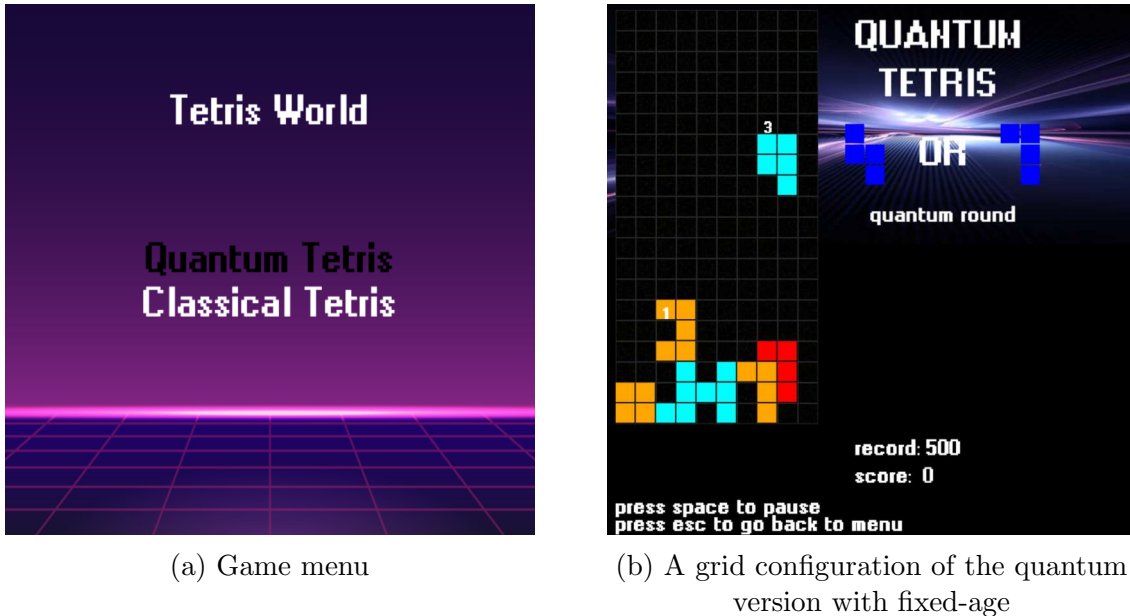 Tetris World
Quantum Tetris
Classical Tetris
(a) Game menu
QUANTUM
TETRIS
3
OR
quantum round
1
record: 500
score: 0
press space to pause
press esc to go back to menu
(b) A grid configuration of the quantum
version with fixed-age